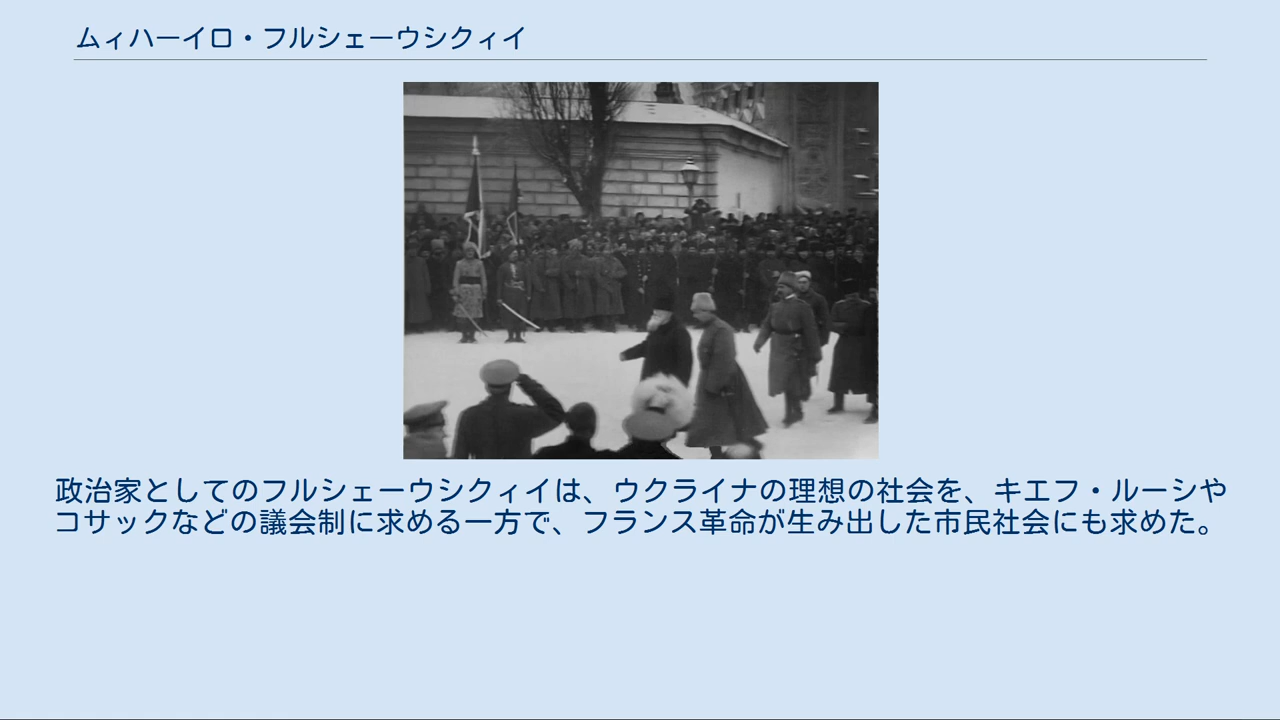 ムィハーイロ・フルシェーウシクィイ
政治家としてのフルシェーウシクィイは、ウクライナの理想の社会を、キエフ・ルーシや
コサックなどの議会制に求める一方で、フランス革命が生み出した市民社会にも求めた。